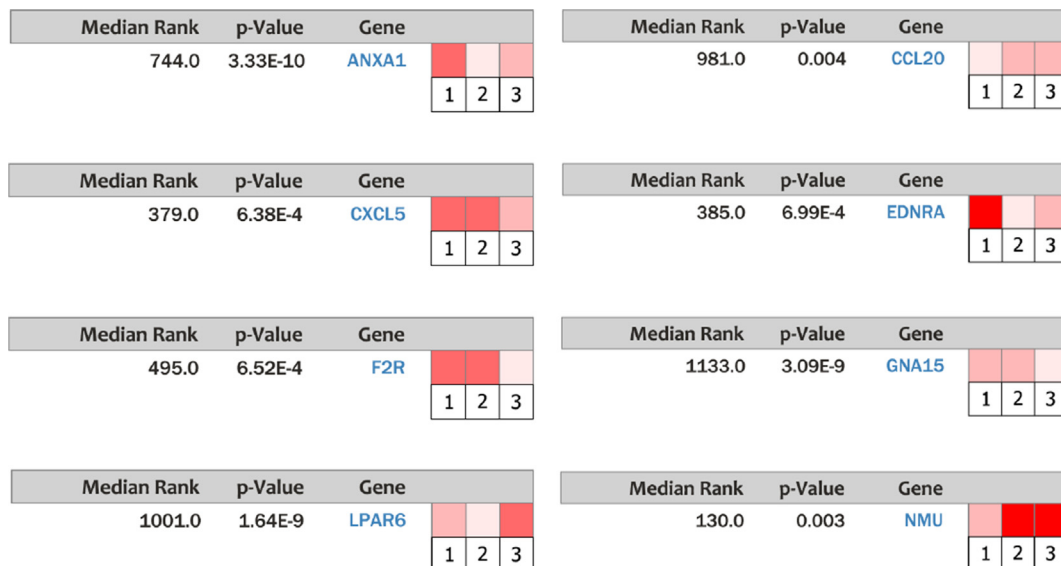 Median Rank p-Value Gene
744.0 3.33E-10 ANXA1
1 2 3
Median Rank p-Value Gene
981.0 0.004 CCL20
1 2 3
Median Rank p-Value Gene
379.0 6.38E-4 CXCL5
1 2 3
Median Rank p-Value Gene
385.0 6.99E-4 EDNRA
1 2 3
Median Rank p-Value Gene
495.0 6.52E-4 F2R
1 2 3
Median Rank p-Value Gene
1133.0 3.09E-9 GNA15
1 2 3
Median Rank p-Value Gene
1001.0 1.64E-9 LPAR6
1 2 3
Median Rank p-Value Gene
130.0 0.003 NMU
1 2 3